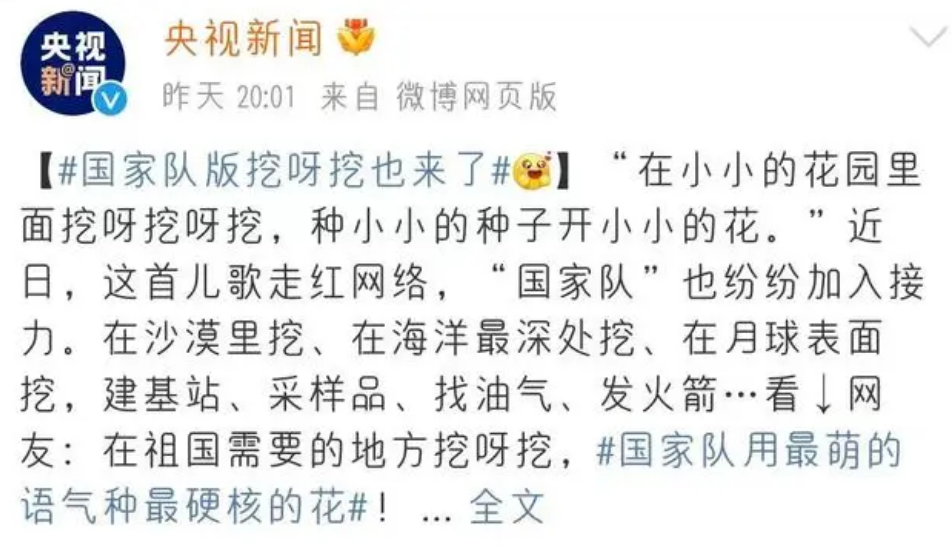 央视新闻
央视
@
新闻
昨天 20:01 来自 微博网页版
【#国家队版挖呀挖也来了#】“在小小的花园里
面挖呀挖呀挖，种小小的种子开小小的花。”近
日，这首儿歌走红网络，“国家队”也纷纷加入接
力。在沙漠里挖、在海洋最深处挖、在月球表面
挖，建基站、采样品、找油气、发火箭…看↓网
友：在祖国需要的地方挖呀挖，#国家队用最萌的
语气种最硬核的花#！ ... 全文